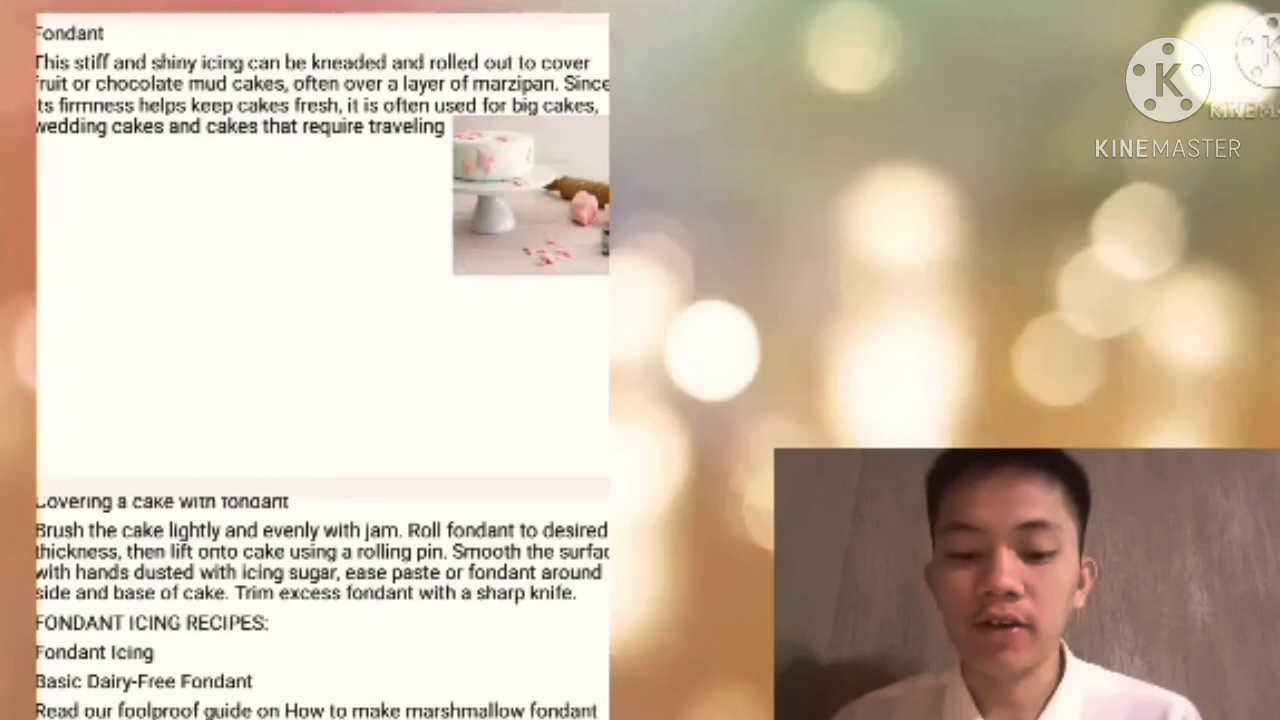 Fondant
This stiff and shiny icing can be kneaded and rolled out to cover
fruit or chocolate mud cakes, often over a layer of marzipan. Since
its firmness helps keep cakes fresh, it is often used for big cakes,
wedding cakes and cakes that require traveling
Covering a cake with fondant
Brush the cake lightly and evenly with jam. Roll fondant to desired
thickness, then lift onto cake using a rolling pin. Smooth the surfac
with hands dusted with icing sugar, ease paste or fondant around
side and base of cake. Trim excess fondant with a sharp knife.
FONDANT ICING RECIPES:
Fondant Icing
Basic Dairy-Free Fondant
Read our foolproof guide on How to make marshmallow fondant
K
KINEMASTER
K
KINEM